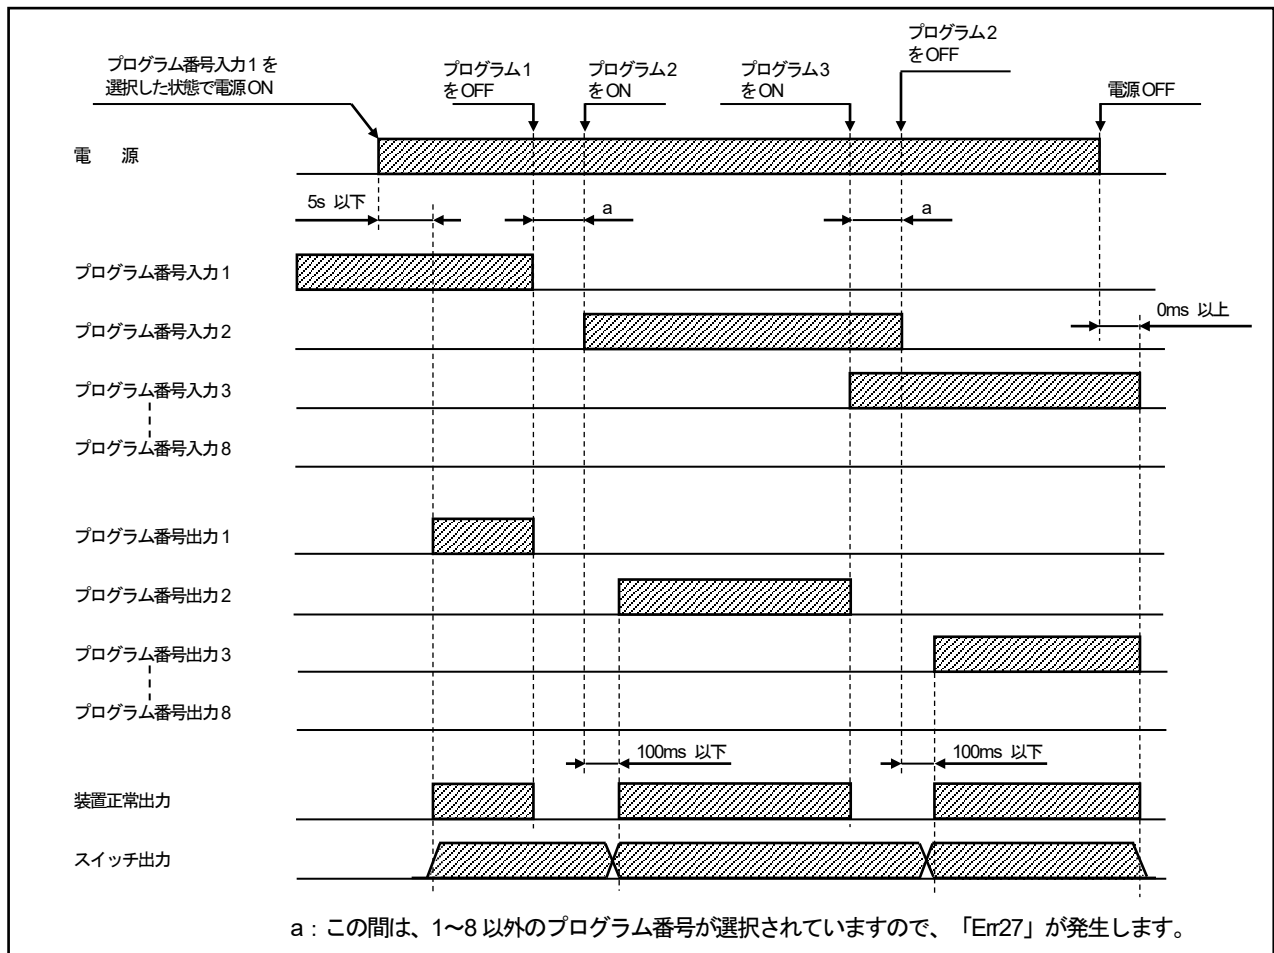 プログラム番号入力1を
選択した状態で電源ON
プログラム1
をOFF
プログラム2
をON
プログラム3
をON
プログラム2
をOFF
電源OFF
電 源
5s 以下
a
a
プログラム番号入力1
プログラム番号入力2
0ms 以上
プログラム番号入力3
プログラム番号入力8
プログラム番号出力1
プログラム番号出力2
プログラム番号出力3
プログラム番号出力8
100ms 以下
100ms 以下
装置正常出力
スイッチ出力
a：この間は、1～8以外のプログラム番号が選択されていますので、「Err27」が発生します。